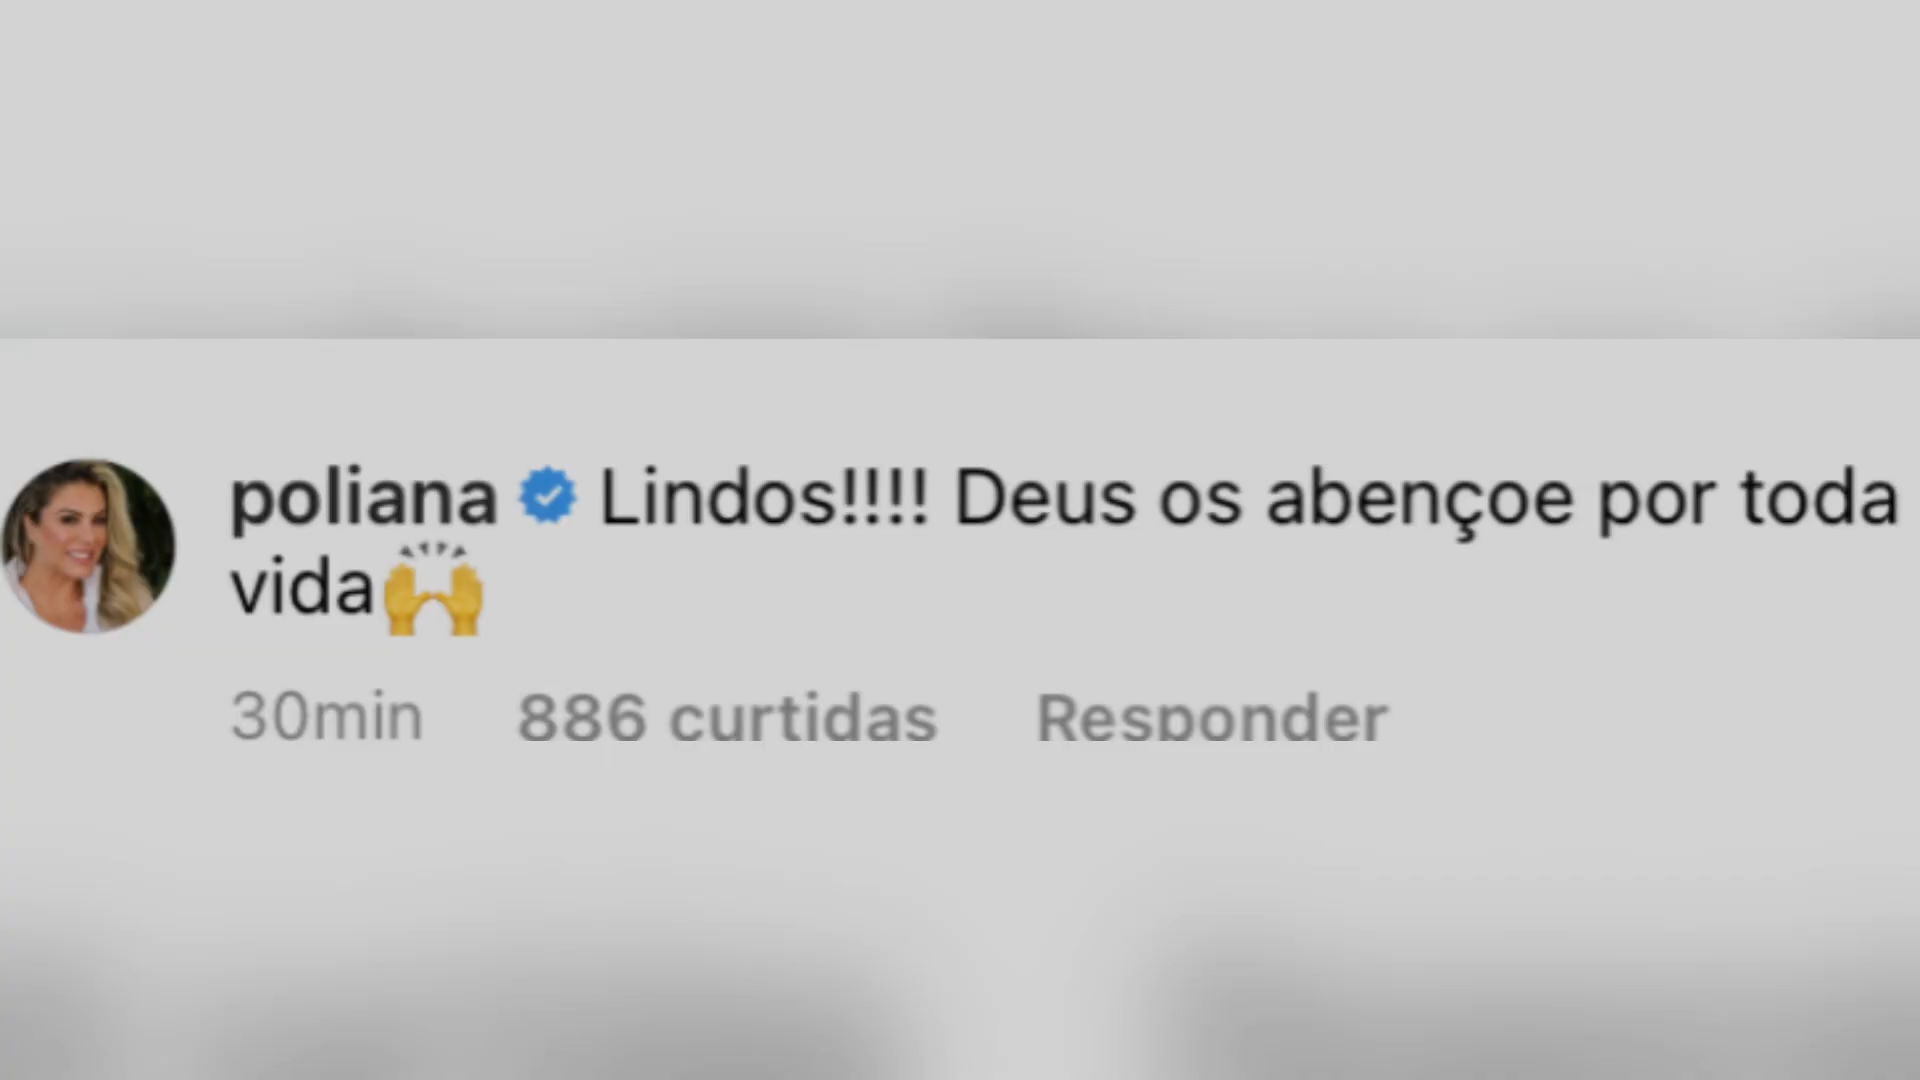 poliana Lindos!!!! Deus os abençoe por toda
vida🙌
30min 886 curtidas Responder